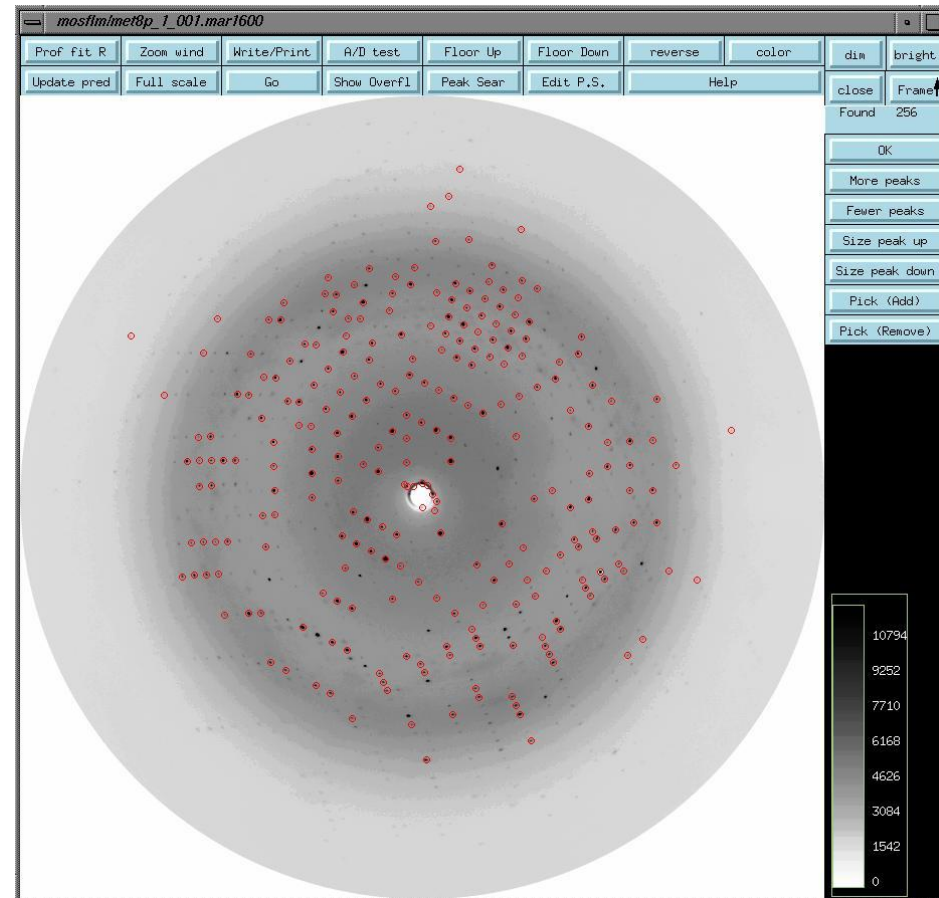 mosflm/met8p_1_001.mar1600
Prof fit R Zoom wind Write/Print A/D test Floor Up Floor Down reverse color dim bright
Update pred Full scale Go Show Overfl Peak Sear Edit P.S. Help close Frame
Found 256
OK
More peaks
Fewer peaks
Size peak up
Size peak down
Pick (Add)
Pick (Remove)
10794
9252
7710
6168
4626
3084
1542
0